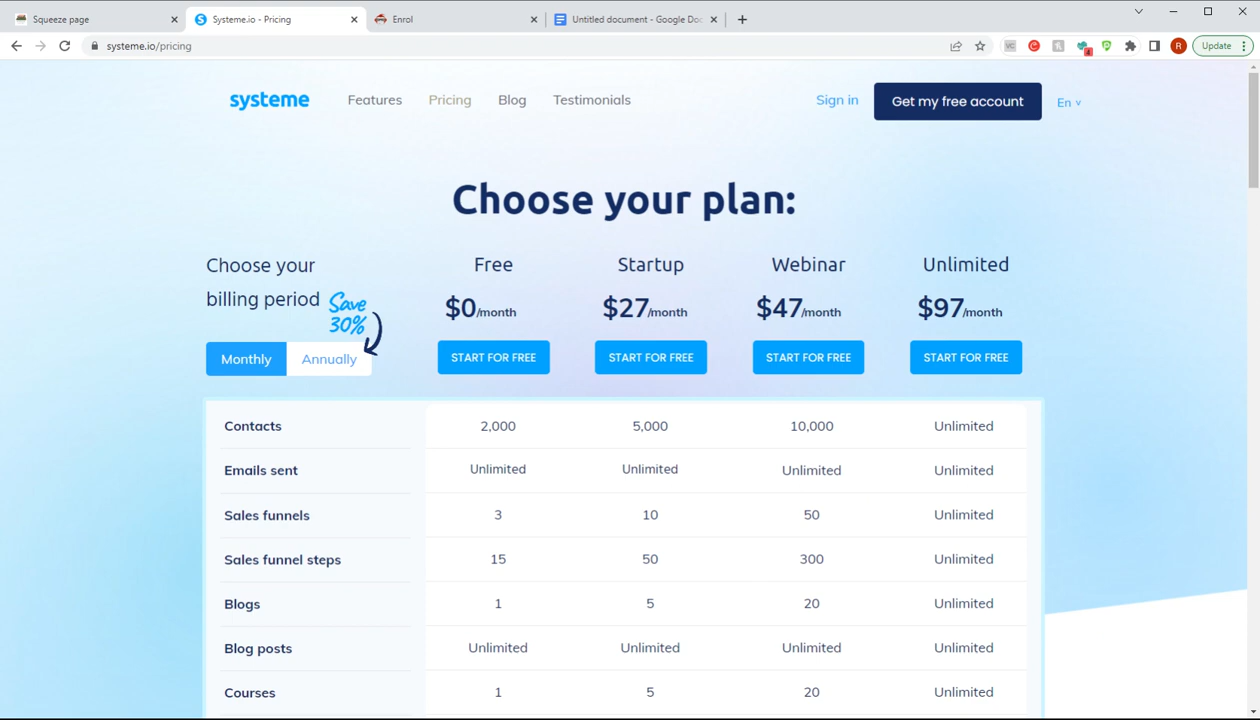 Squeeze page
Systeme.io - Pricing
Enrol
Untitled document - Google Doc
systeme.io/pricing
VC
4
R
Update
systeme
Features
Pricing
Blog
Testimonials
Sign in
Get my free account
En
Choose your plan:
Choose your
billing period
Save
30%
Monthly
Annually
Free
Startup
Webinar
Unlimited
$0/month
$27/month
$47/month
$97/month
START FOR FREE
START FOR FREE
START FOR FREE
START FOR FREE
Contacts 2,000 5,000 10,000 Unlimited
Emails sent Unlimited Unlimited Unlimited Unlimited
Sales funnels 3 10 50 Unlimited
Sales funnel steps 15 50 300 Unlimited
Blogs 1 5 20 Unlimited
Blog posts Unlimited Unlimited Unlimited Unlimited
Courses 1 5 20 Unlimited